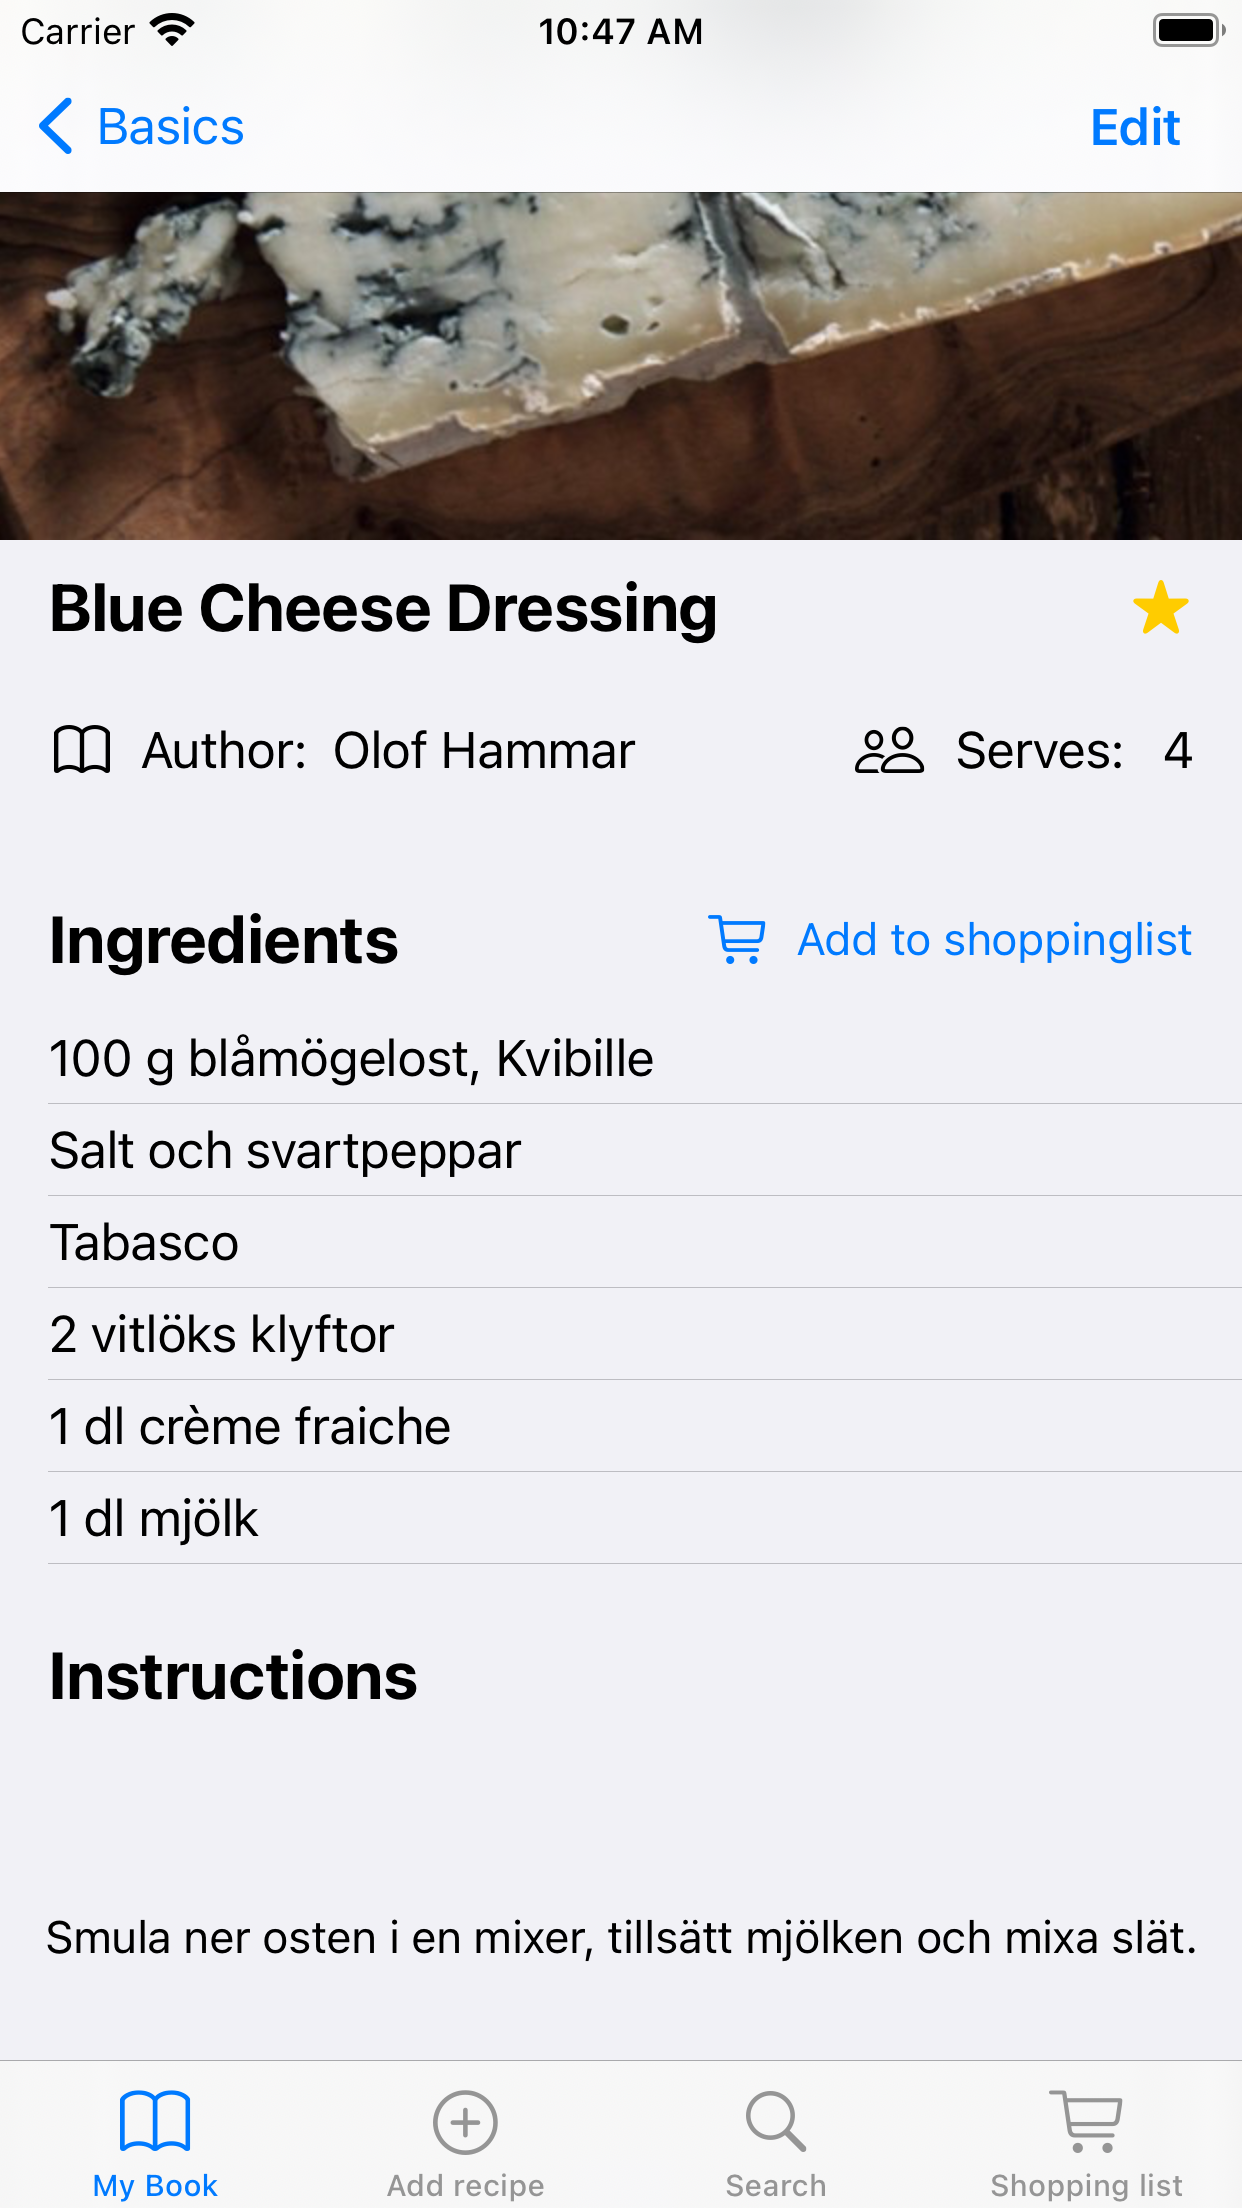 Carrier 10:47 AM
Basics Edit
Blue Cheese Dressing
Author: Olof Hammar Serves: 4
Ingredients Add to shoppinglist
100 g blåmögelost, Kvibille
Salt och svartpeppar
Tabasco
2 vitlöks klyftor
1 dl crème fraiche
1 dl mjölk
Instructions
Smula ner osten i en mixer, tillsätt mjölken och mixa slät.
My Book Add recipe Search Shopping list